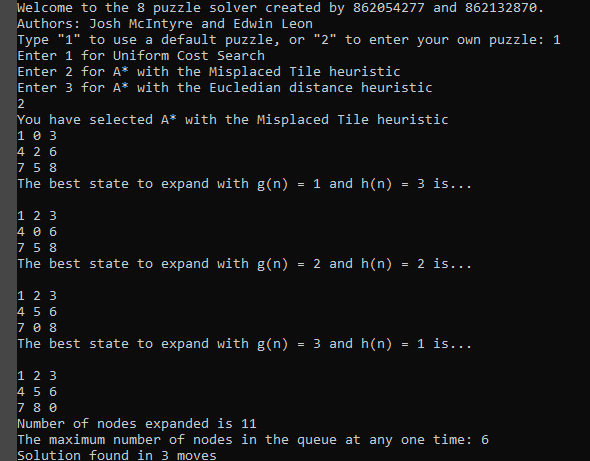 Welcome to the 8 puzzle solver created by 862054277 and 862132870.
Authors: Josh McIntyre and Edwin Leon
Type "1" to use a default puzzle, or "2" to enter your own puzzle: 1
Enter 1 for Uniform Cost Search
Enter 2 for A* with the Misplaced Tile heuristic
Enter 3 for A* with the Eucledian distance heuristic
2
You have selected A* with the Misplaced Tile heuristic
1 0 3
4 2 6
7 5 8
The best state to expand with g(n) = 1 and h(n) = 3 is...
1 2 3
4 0 6
7 5 8
The best state to expand with g(n) = 2 and h(n) = 2 is...
1 2 3
4 5 6
7 0 8
The best state to expand with g(n) = 3 and h(n) = 1 is...
1 2 3
4 5 6
7 8 0
Number of nodes expanded is 11
The maximum number of nodes in the queue at any one time: 6
Solution found in 3 moves